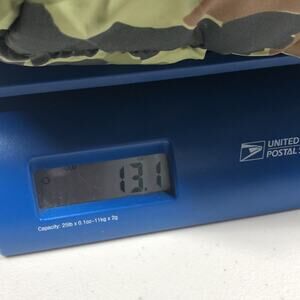 13.1
UNITED
POSTAL
Capacity: 25lb x 0.1oz-11kg x 2g